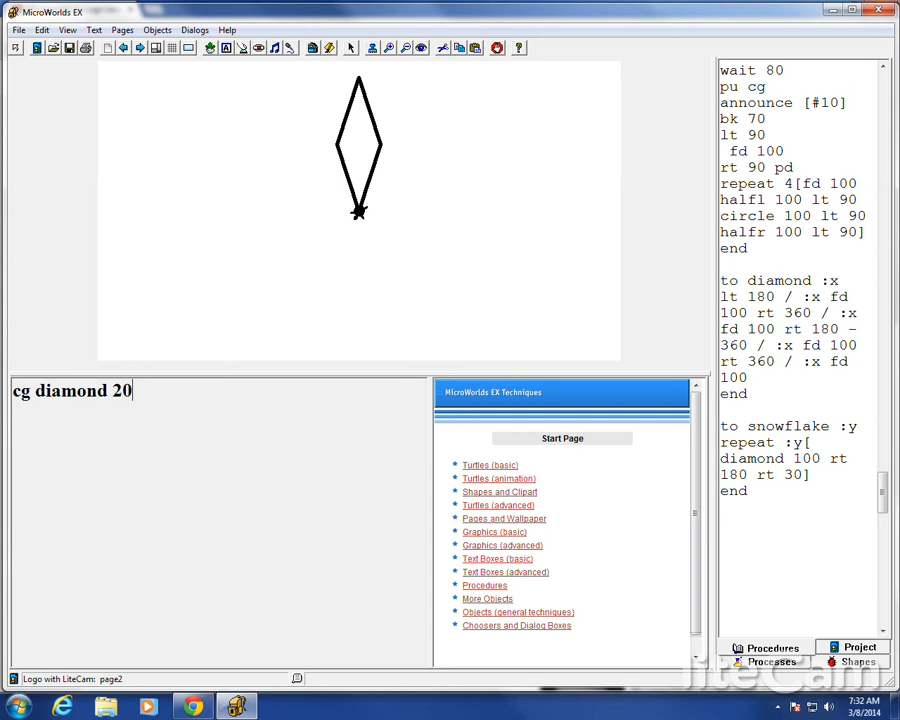 MicroWorlds EX
File Edit View Text Pages Objects Dialogs Help
wait 80
pu cg
announce [#10]
bk 70
lt 90
fd 100
rt 90 pd
repeat 4[fd 100
halfl 100 lt 90
circle 100 lt 90
halfr 100 lt 90]
end
to diamond :x
lt 180 / :x fd
100 rt 360 / :x
fd 100 rt 180 -
360 / :x fd 100
rt 360 / :x fd
100
end
to snowflake :y
repeat :y[
diamond 100 rt
180 rt 30]
end
cg diamond 20
MicroWorlds EX Techniques
Start Page
Turtles (basic)
Turtles (animation)
Shapes and Clipart
Turtles (advanced)
Pages and Wallpaper
Graphics (basic)
Graphics (advanced)
Text Boxes (basic)
Text Boxes (advanced)
Procedures
More Objects
Objects (general techniques)
Choosers and Dialog Boxes
Procedures Project
Processes Shapes
Logo with LiteCam: page2
liteCam
7:32 AM
3/8/2014